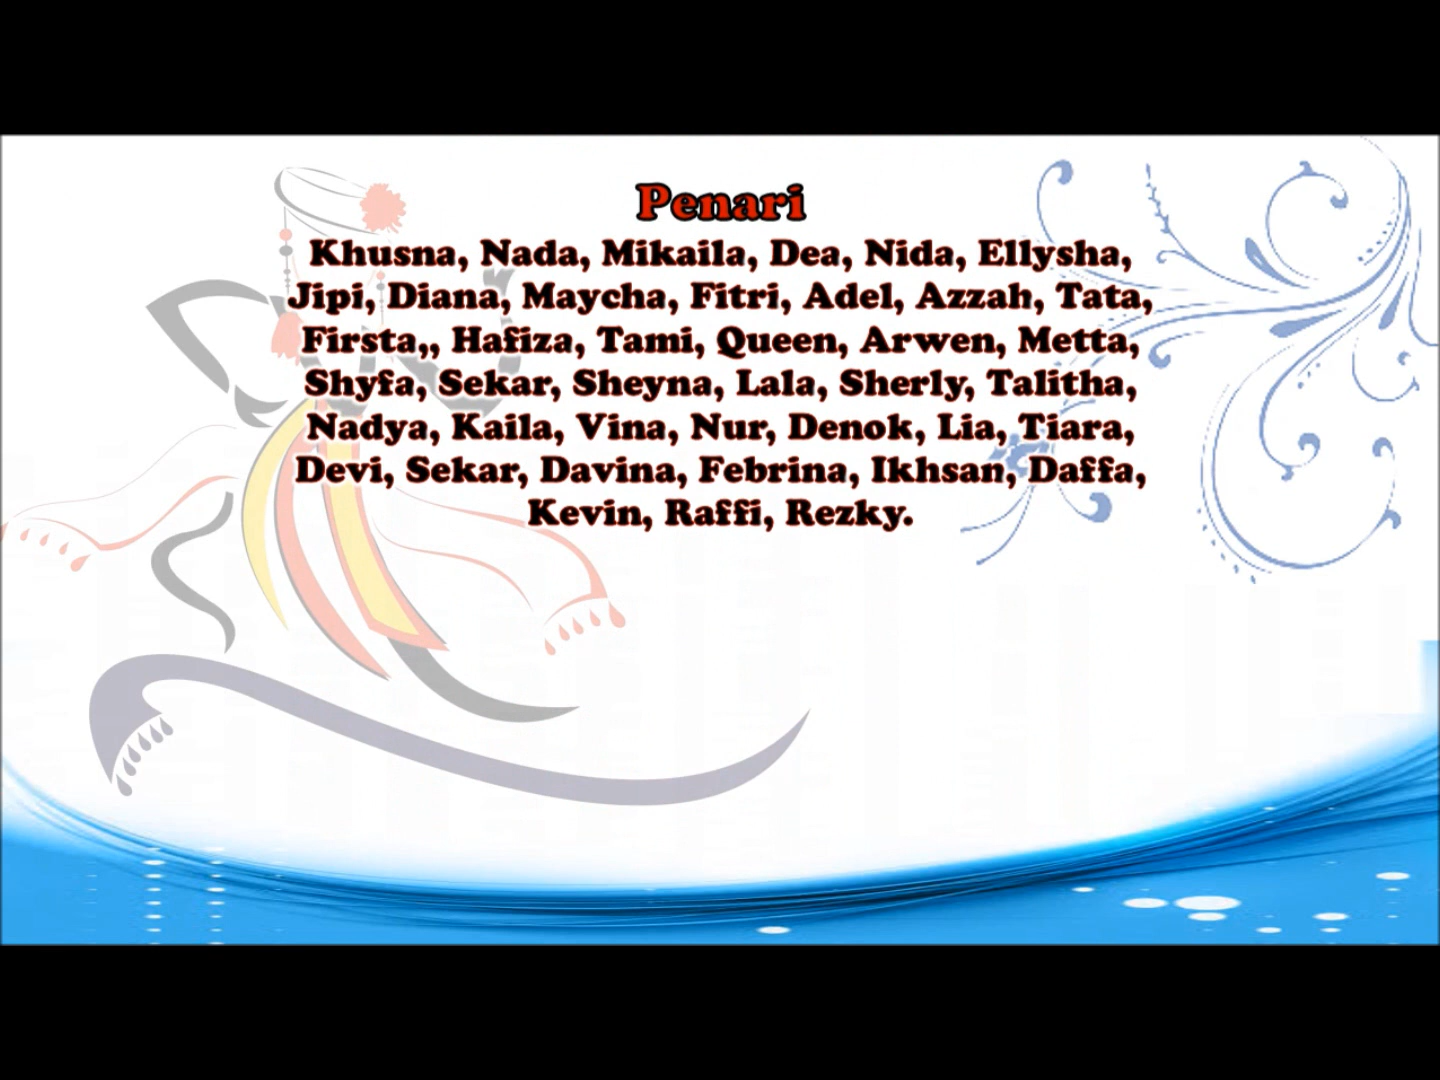 Penari
Khusna, Nada, Mikaila, Dea, Nida, Ellysha,
Jipi, Diana, Maycha, Fitri, Adel, Azzah, Tata,
Firsta,, Hafiza, Tami, Queen, Arwen, Metta,
Shyfa, Sekar, Sheyna, Lala, Sherly, Talitha,
Nadya, Kaila, Vina, Nur, Denok, Lia, Tiara,
Devi, Sekar, Davina, Febrina, Ikhsan, Daffa,
Kevin, Raffi, Rezky.